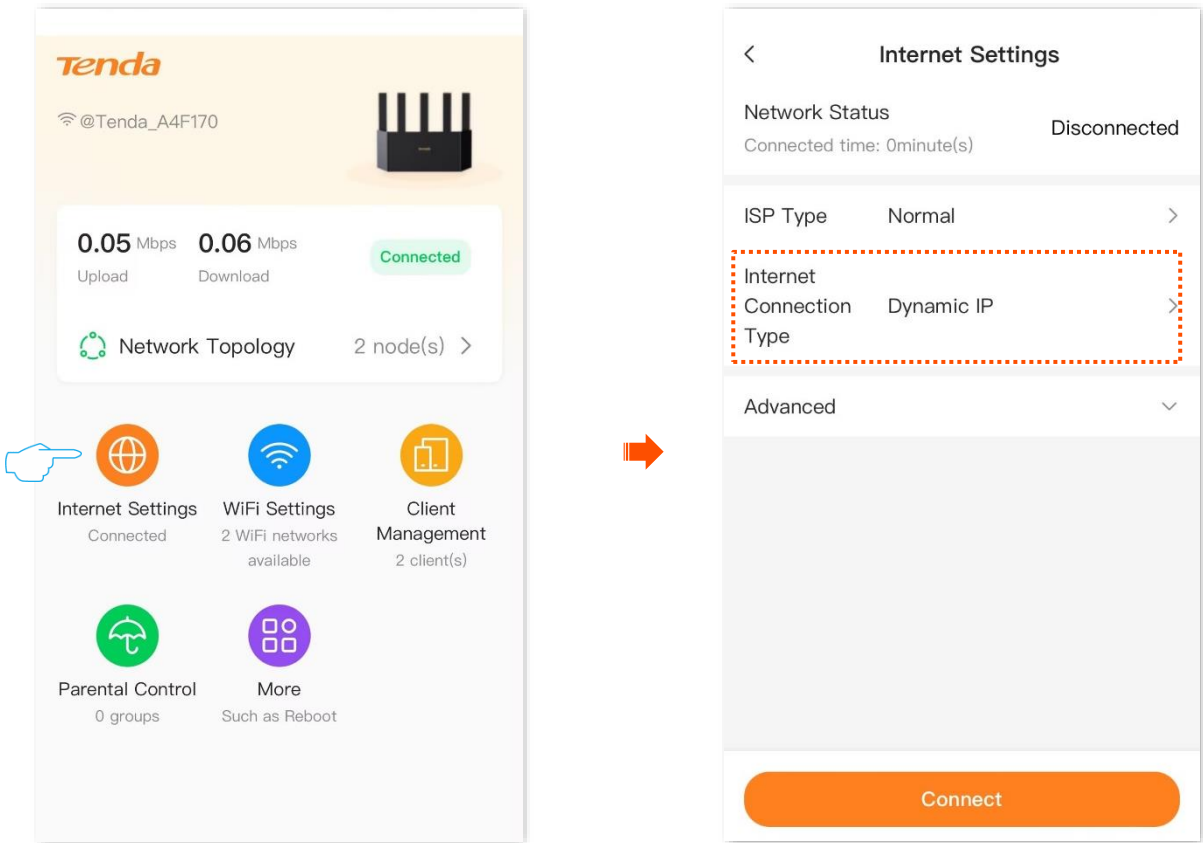 Tenda
@Tenda_A4F170
0.05 Mbps 0.06 Mbps
Upload Download
Connected
Network Topology 2 node(s)
Internet Settings
Connected
WiFi Settings
2 WiFi networks
available
Client
Management
2 client(s)
Parental Control
0 groups
More
Such as Reboot
Internet Settings
Network Status
Connected time: 0minute(s)
Disconnected
ISP Type Normal
Internet
Connection
Type
Dynamic IP
Advanced
Connect